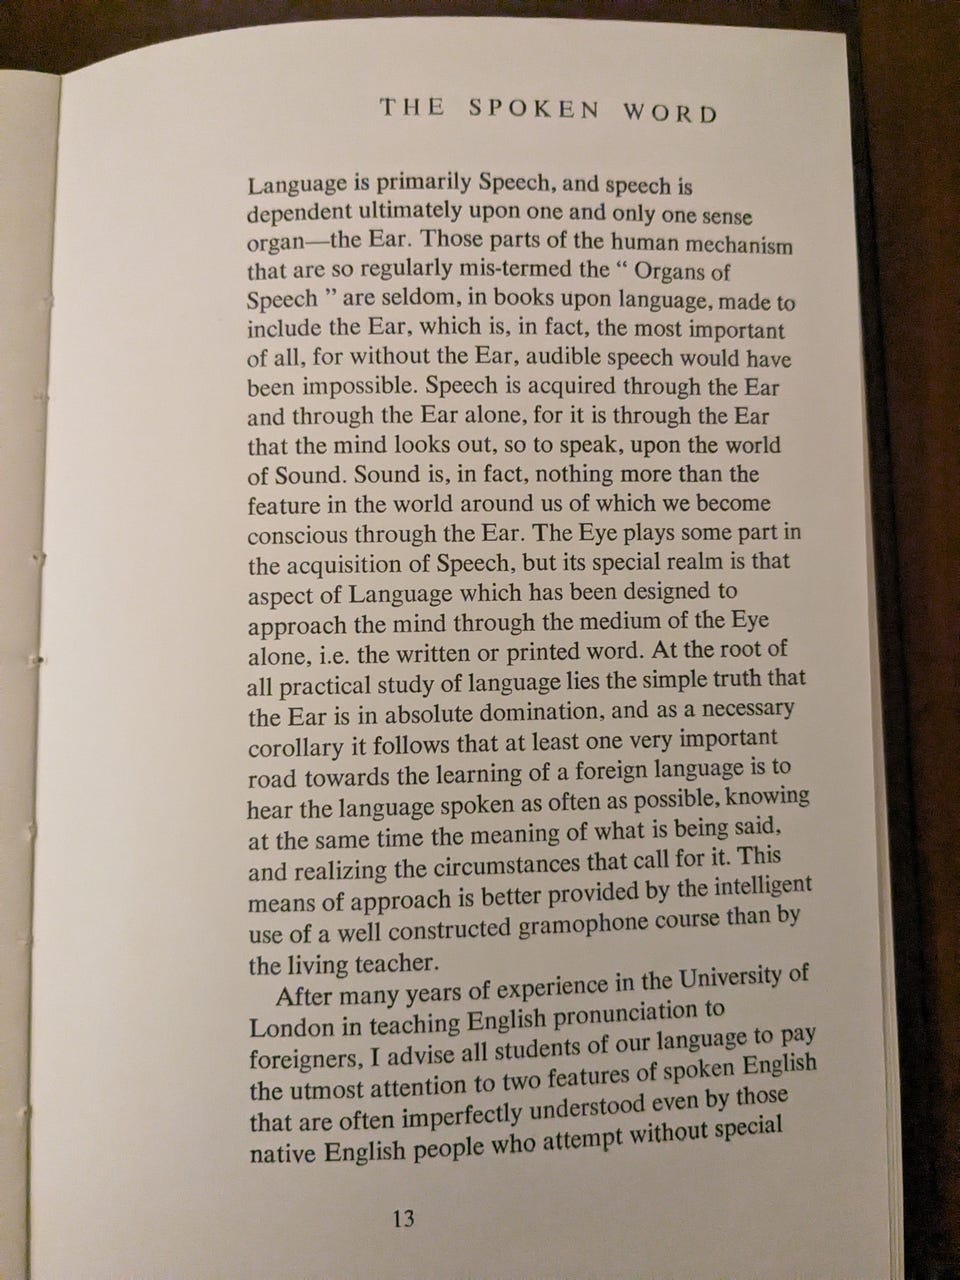 THE SPOKEN WORD
Language is primarily Speech, and speech is
dependent ultimately upon one and only one sense
organ—the Ear. Those parts of the human mechanism
that are so regularly mis-termed the “ Organs of
Speech ” are seldom, in books upon language, made to
include the Ear, which is, in fact, the most important
of all, for without the Ear, audible speech would have
been impossible. Speech is acquired through the Ear
and through the Ear alone, for it is through the Ear
that the mind looks out, so to speak, upon the world
of Sound. Sound is, in fact, nothing more than the
feature in the world around us of which we become
conscious through the Ear. The Eye plays some part in
the acquisition of Speech, but its special realm is that
aspect of Language which has been designed to
approach the mind through the medium of the Eye
alone, i.e. the written or printed word. At the root of
all practical study of language lies the simple truth that
the Ear is in absolute domination, and as a necessary
corollary it follows that at least one very important
road towards the learning of a foreign language is to
hear the language spoken as often as possible, knowing
at the same time the meaning of what is being said,
and realizing the circumstances that call for it. This
means of approach is better provided by the intelligent
use of a well constructed gramophone course than by
the living teacher.
After many years of experience in the University of
London in teaching English pronunciation to
foreigners, I advise all students of our language to pay
the utmost attention to two features of spoken English
that are often imperfectly understood even by those
native English people who attempt without special
13